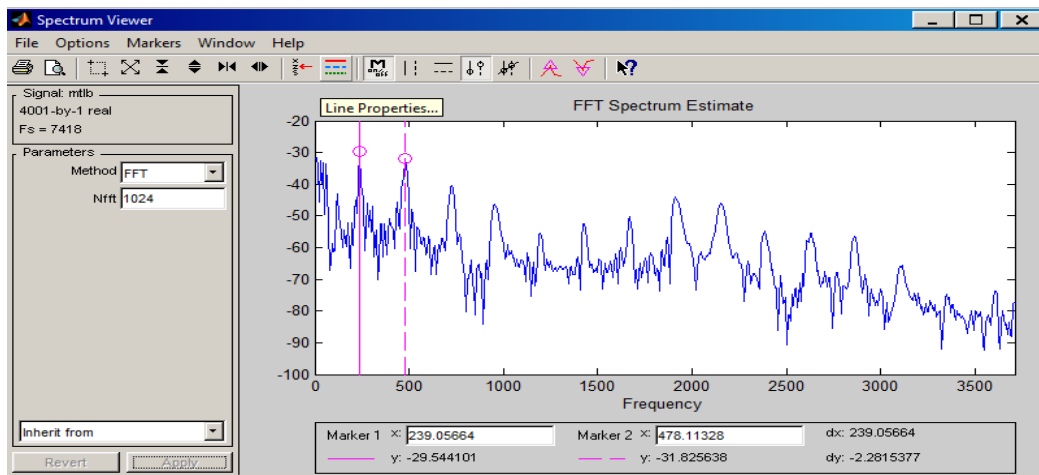 Spectrum Viewer
File Options Markers Window Help
Signal: mtlb
4001-by-1 real
Fs = 7418
Parameters
Method FFT
Nfft 1024
Inherit from
Revert Apply
Line Properties...
FFT Spectrum Estimate
-20
-30
-40
-50
-60
-70
-80
-90
-100
0 500 1000 1500 2000 2500 3000 3500
Frequency
Marker 1 x: 239.05664 Marker 2 x: 478.11328 dx: 239.05664
y: -29.544101 y: -31.825638 dy: -2.2815377